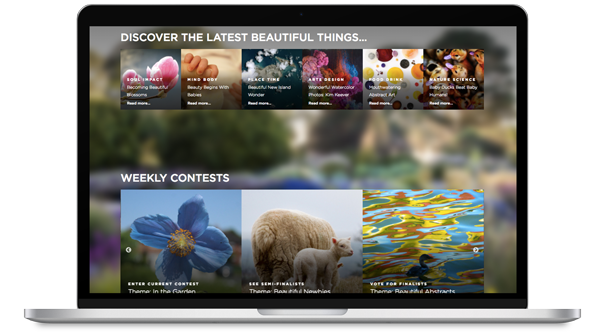 DISCOVER THE LATEST BEAUTIFUL THINGS...
SOUL IMPACT
Becoming Beautiful
Blossoms
Read more...
MIND BODY
Beauty Begins With
Babies
Read more...
PLACE TIME
Beautiful New Island
Wonder
Read more...
ARTS DESIGN
Wonderful Watercolor
Photos: Kim Keever
Read more...
FOOD DRINK
Mouthwatering
Abstract Art
Read more...
NATURE SCIENCE
Baby Ducks Beat Baby
Humans
Read more...
WEEKLY CONTESTS
ENTER CURRENT CONTEST
Theme: In the Garden
SEE SEMI-FINALISTS
Theme: Beautiful Newbies
VOTE FOR FINALISTS
Theme: Beautiful Abstracts